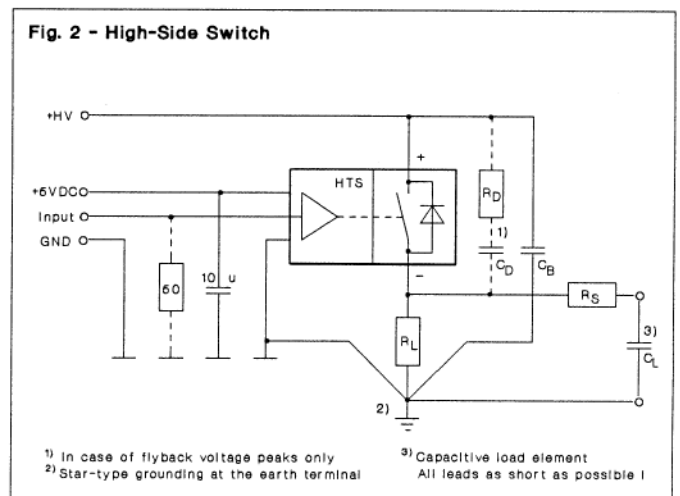 Fig. 2 - High-Side Switch
+HV
+5VDC
HTS
+
Input
GND
RD
1)
CD
CB
50
10 u
−
RS
RL
3)
CL
2)
1) In case of flyback voltage peaks only
2) Star-type grounding at the earth terminal
3) Capacitive load element
All leads as short as possible !